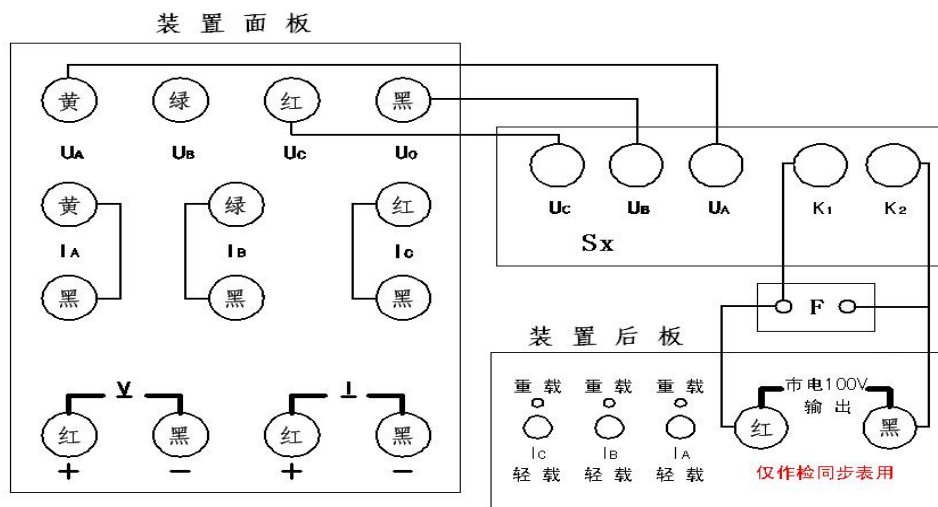 装置面板
黄 绿 红 黑
UA UB UC UO
黄 绿 红
IA IB IC
黑 黑 黑
V I
红 黑 红 黑
+ − + −
UC UB UA K1 K2
Sx
F
装置后板
重载 重载 重载
IC IB IA
轻载 轻载 轻载
市电100V
输出
红 黑
仅作检同步表用